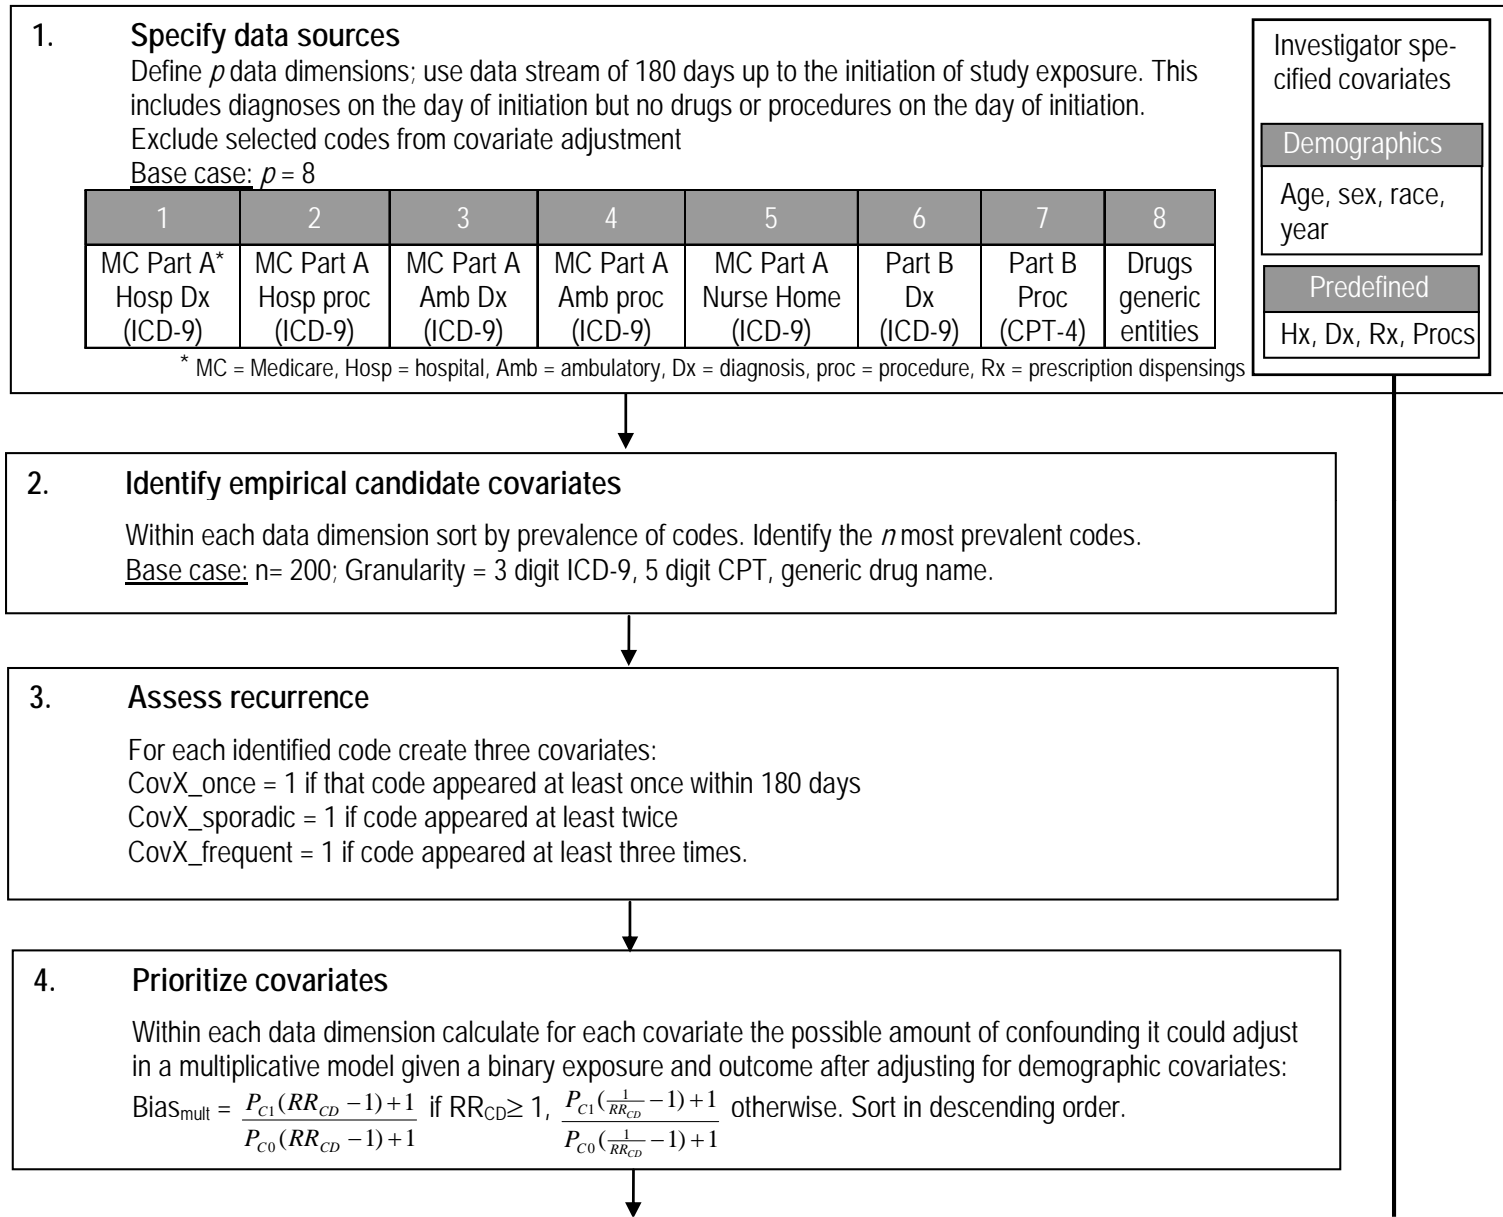 1. Specify data sources
Define p data dimensions; use data stream of 180 days up to the initiation of study exposure. This
includes diagnoses on the day of initiation but no drugs or procedures on the day of initiation.
Exclude selected codes from covariate adjustment
Base case: p = 8
1 2 3 4 5 6 7 8
MC Part A* MC Part A MC Part A MC Part A MC Part A Part B Part B Drugs
Hosp Dx Hosp proc Amb Dx Amb proc Nurse Home Dx Proc generic
(ICD-9) (ICD-9) (ICD-9) (ICD-9) (ICD-9) (ICD-9) (CPT-4) entities
* MC = Medicare, Hosp = hospital, Amb = ambulatory, Dx = diagnosis, proc = procedure, Rx = prescription dispensings
Investigator spe-
cified covariates
Demographics
Age, sex, race,
year
Predefined
Hx, Dx, Rx, Procs
2. Identify empirical candidate covariates
Within each data dimension sort by prevalence of codes. Identify the n most prevalent codes.
Base case: n= 200; Granularity = 3 digit ICD-9, 5 digit CPT, generic drug name.
3. Assess recurrence
For each identified code create three covariates:
CovX_once = 1 if that code appeared at least once within 180 days
CovX_sporadic = 1 if code appeared at least twice
CovX_frequent = 1 if code appeared at least three times.
4. Prioritize covariates
Within each data dimension calculate for each covariate the possible amount of confounding it could adjust
in a multiplicative model given a binary exposure and outcome after adjusting for demographic covariates:
Bias_mult = P_C1(RR_CD −1)+1 / P_C0(RR_CD −1)+1 if RR_CD≥ 1, P_C1(1/RR_CD −1)+1 / P_C0(1/RR_CD −1)+1 otherwise. Sort in descending order.